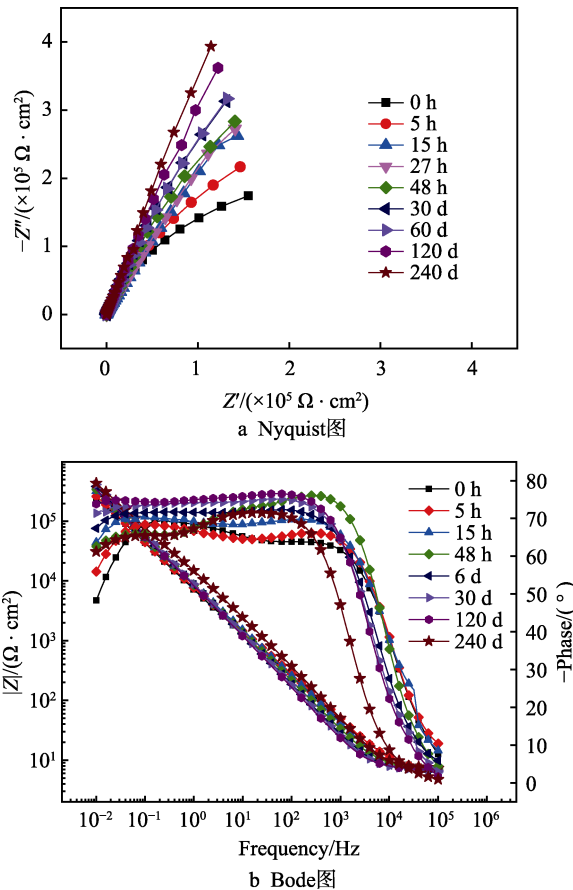 4
3
2
1
0
−Z″/(×10⁵ Ω · cm²)
0 h
5 h
15 h
27 h
48 h
30 d
60 d
120 d
240 d
0
1
2
3
4
Z′/(×10⁵ Ω · cm²)
a Nyquist图
10⁵
10⁴
10³
10²
10¹
|Z|/(Ω · cm²)
0 h
5 h
15 h
48 h
6 d
30 d
120 d
240 d
80
70
60
50
40
30
20
10
0
−Phase/(°)
10⁻²
10⁻¹
10⁰
10¹
10²
10³
10⁴
10⁵
10⁶
Frequency/Hz
b Bode图